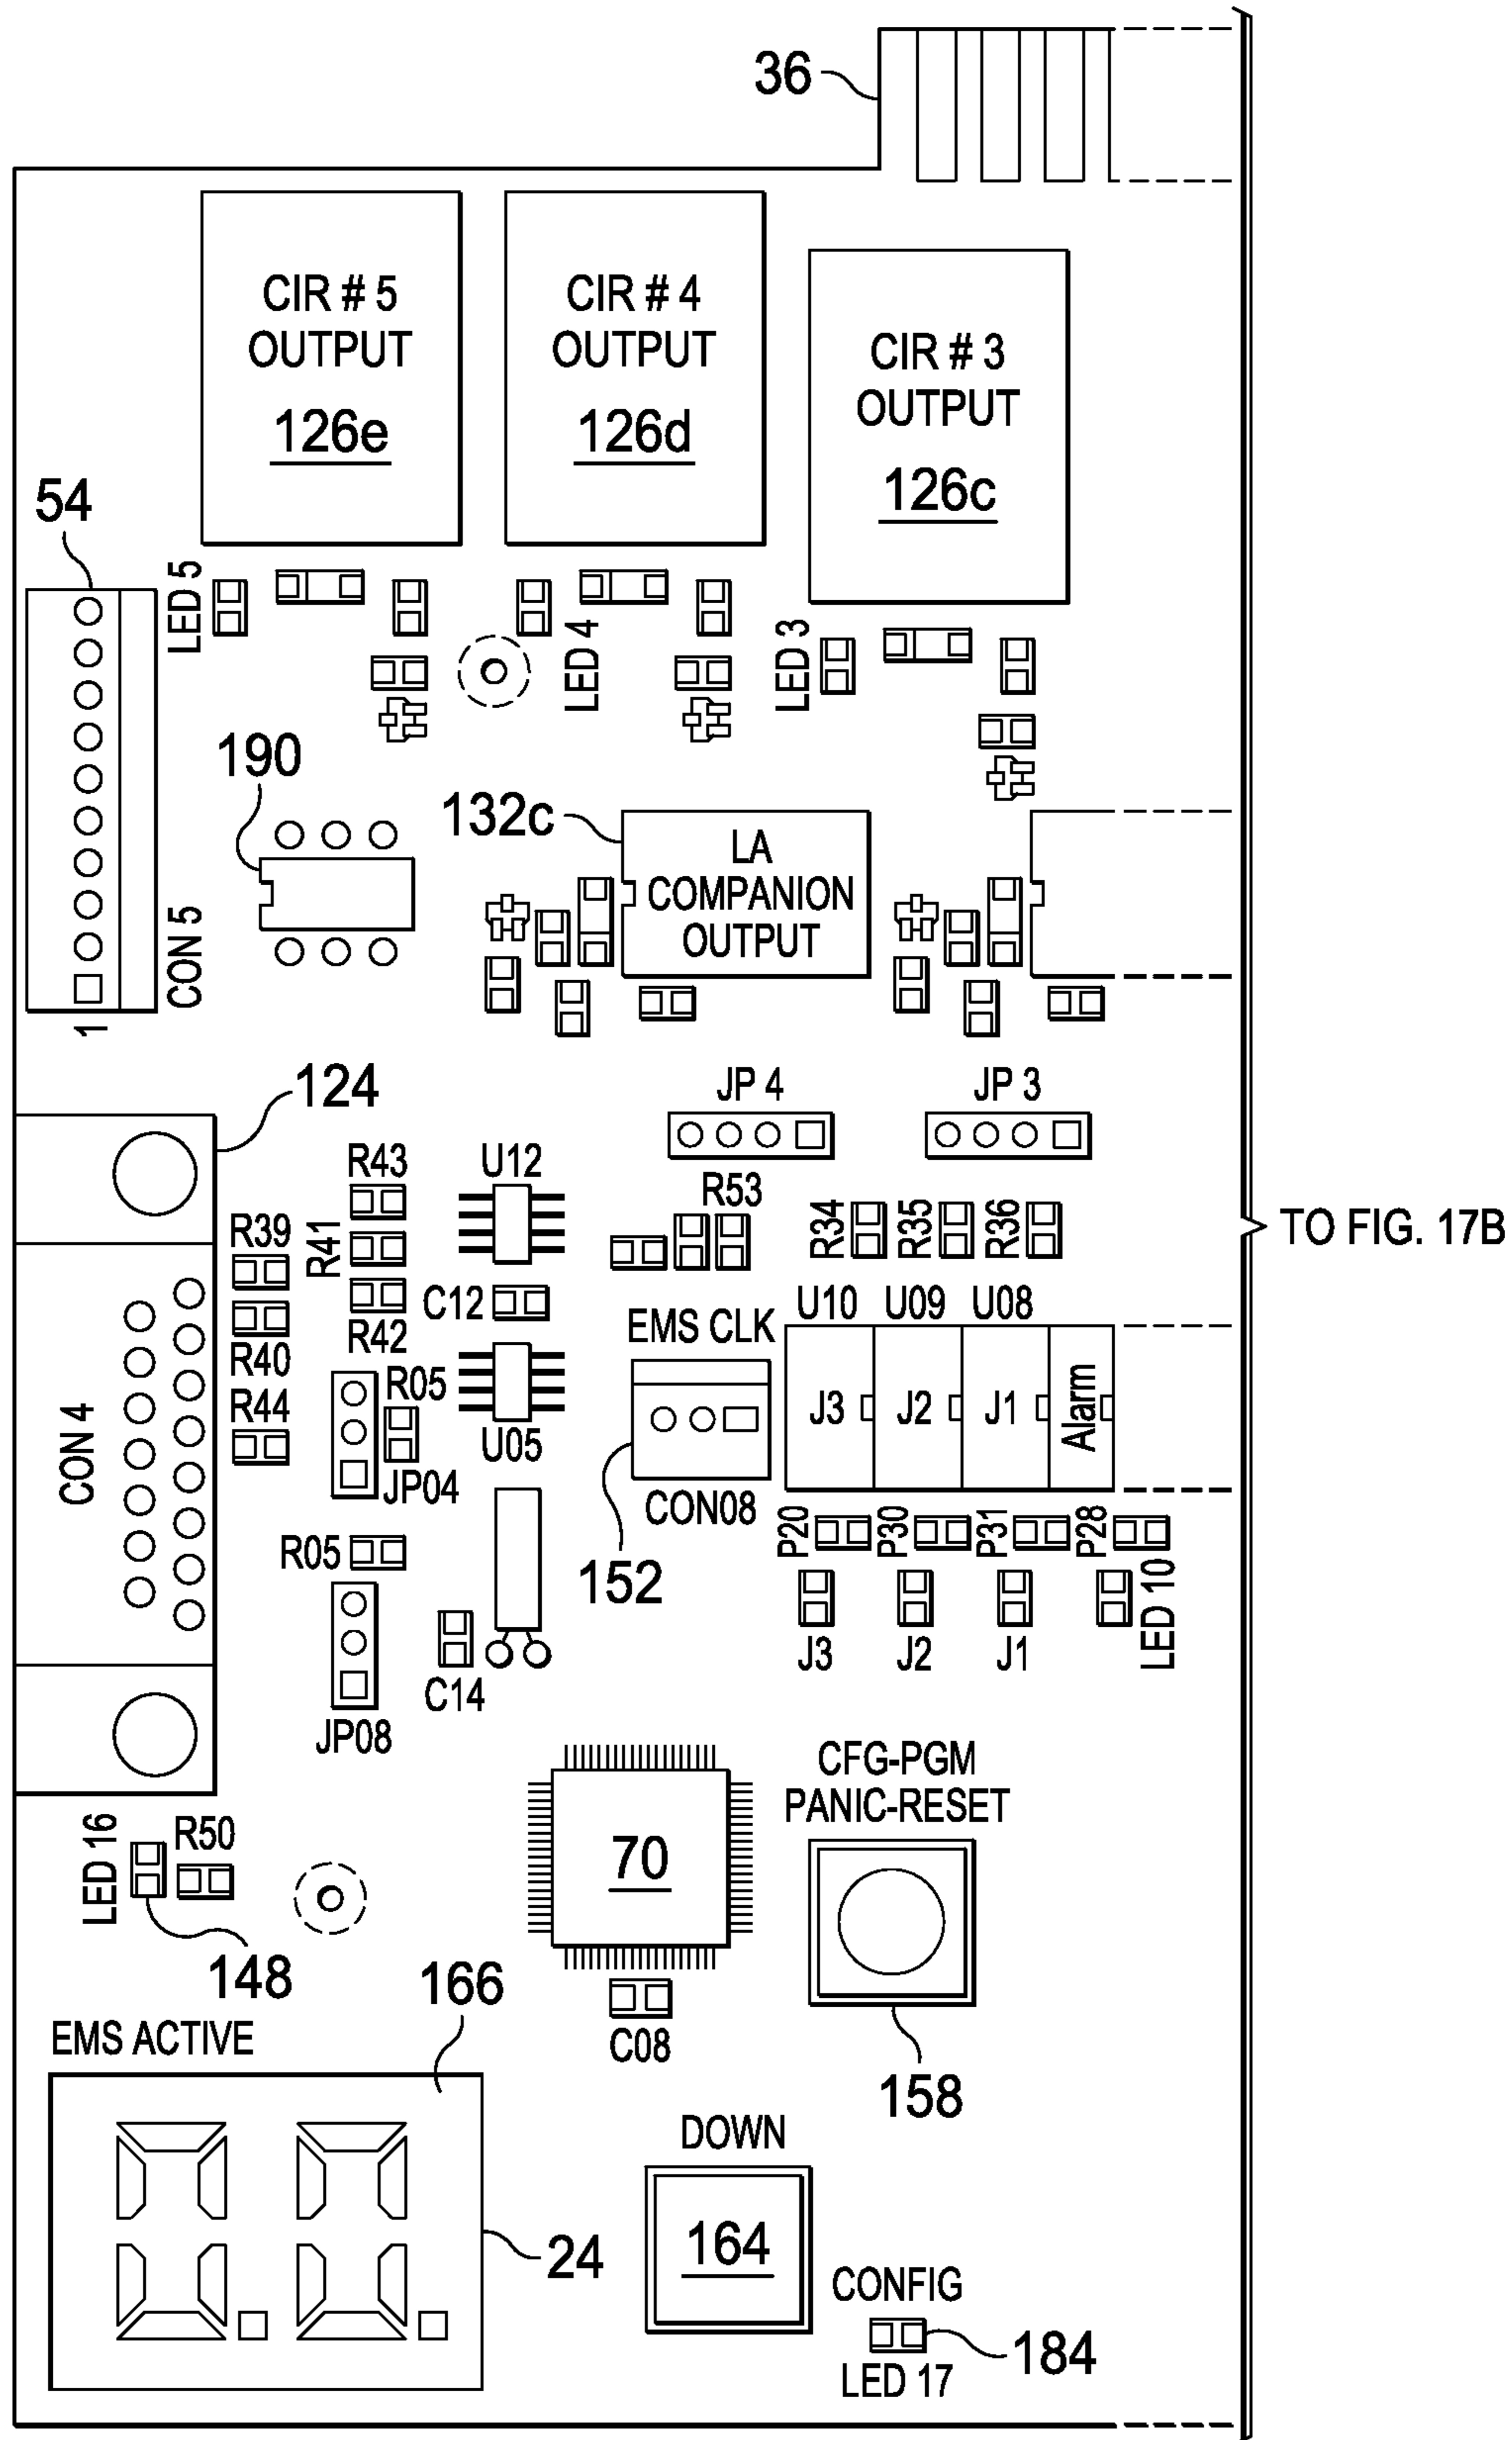 36
CIR # 5
OUTPUT
126e
CIR # 4
OUTPUT
126d
CIR # 3
OUTPUT
126c
54
LED 5
LED 4
LED 3
190
132c
LA
COMPANION
OUTPUT
CON 5
1
124
JP 4
JP 3
R43
U12
R53
R34
R35
R36
TO FIG. 17B
R39
R41
R40
R42
C12
EMS CLK
U10
U09
U08
R44
R05
CON 4
J3
J2
J1
Alarm
U05
JP04
CON08
R05
152
P20
P30
P31
P28
J3
J2
J1
LED 10
C14
JP08
CFG-PGM
PANIC-RESET
LED 16
R50
70
148
166
EMS ACTIVE
C08
158
DOWN
164
24
CONFIG
184
LED 17